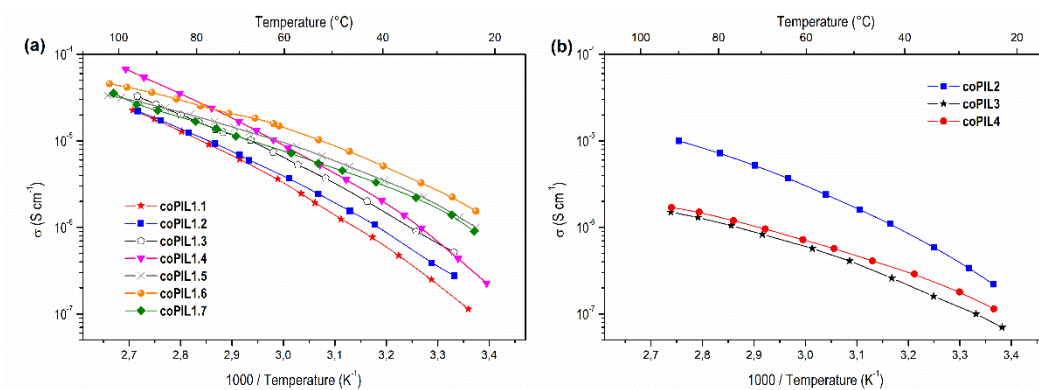 Temperature (°C)
100 80 60 40 20
(a)
10⁻⁴
10⁻⁵
10⁻⁶
10⁻⁷
σ (S cm⁻¹)
coPIL1.1
coPIL1.2
coPIL1.3
coPIL1.4
coPIL1.5
coPIL1.6
coPIL1.7
2,7 2,8 2,9 3,0 3,1 3,2 3,3 3,4
1000 / Temperature (K⁻¹)
Temperature (°C)
100 80 60 40 20
(b)
10⁻⁴
10⁻⁵
10⁻⁶
10⁻⁷
σ (S cm⁻¹)
coPIL2
coPIL3
coPIL4
2,6 2,7 2,8 2,9 3,0 3,1 3,2 3,3 3,4
1000 / Temperature (K⁻¹)